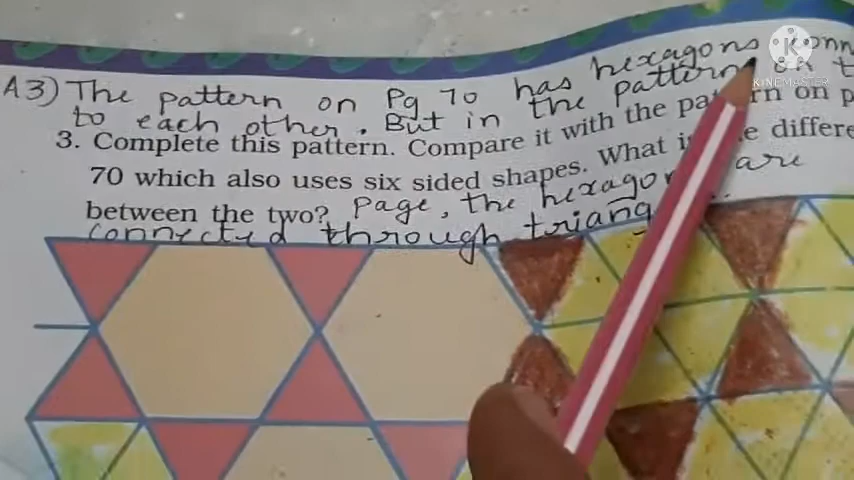 A3) The pattern on Pg 70 has hexagons conn
to each other. But in the pattern on t
3. Complete this pattern. Compare it with the pattern on p
70 which also uses six sided shapes. What is the differe
between the two? Page, the hexagon are
connected through triang
KINEMASTER